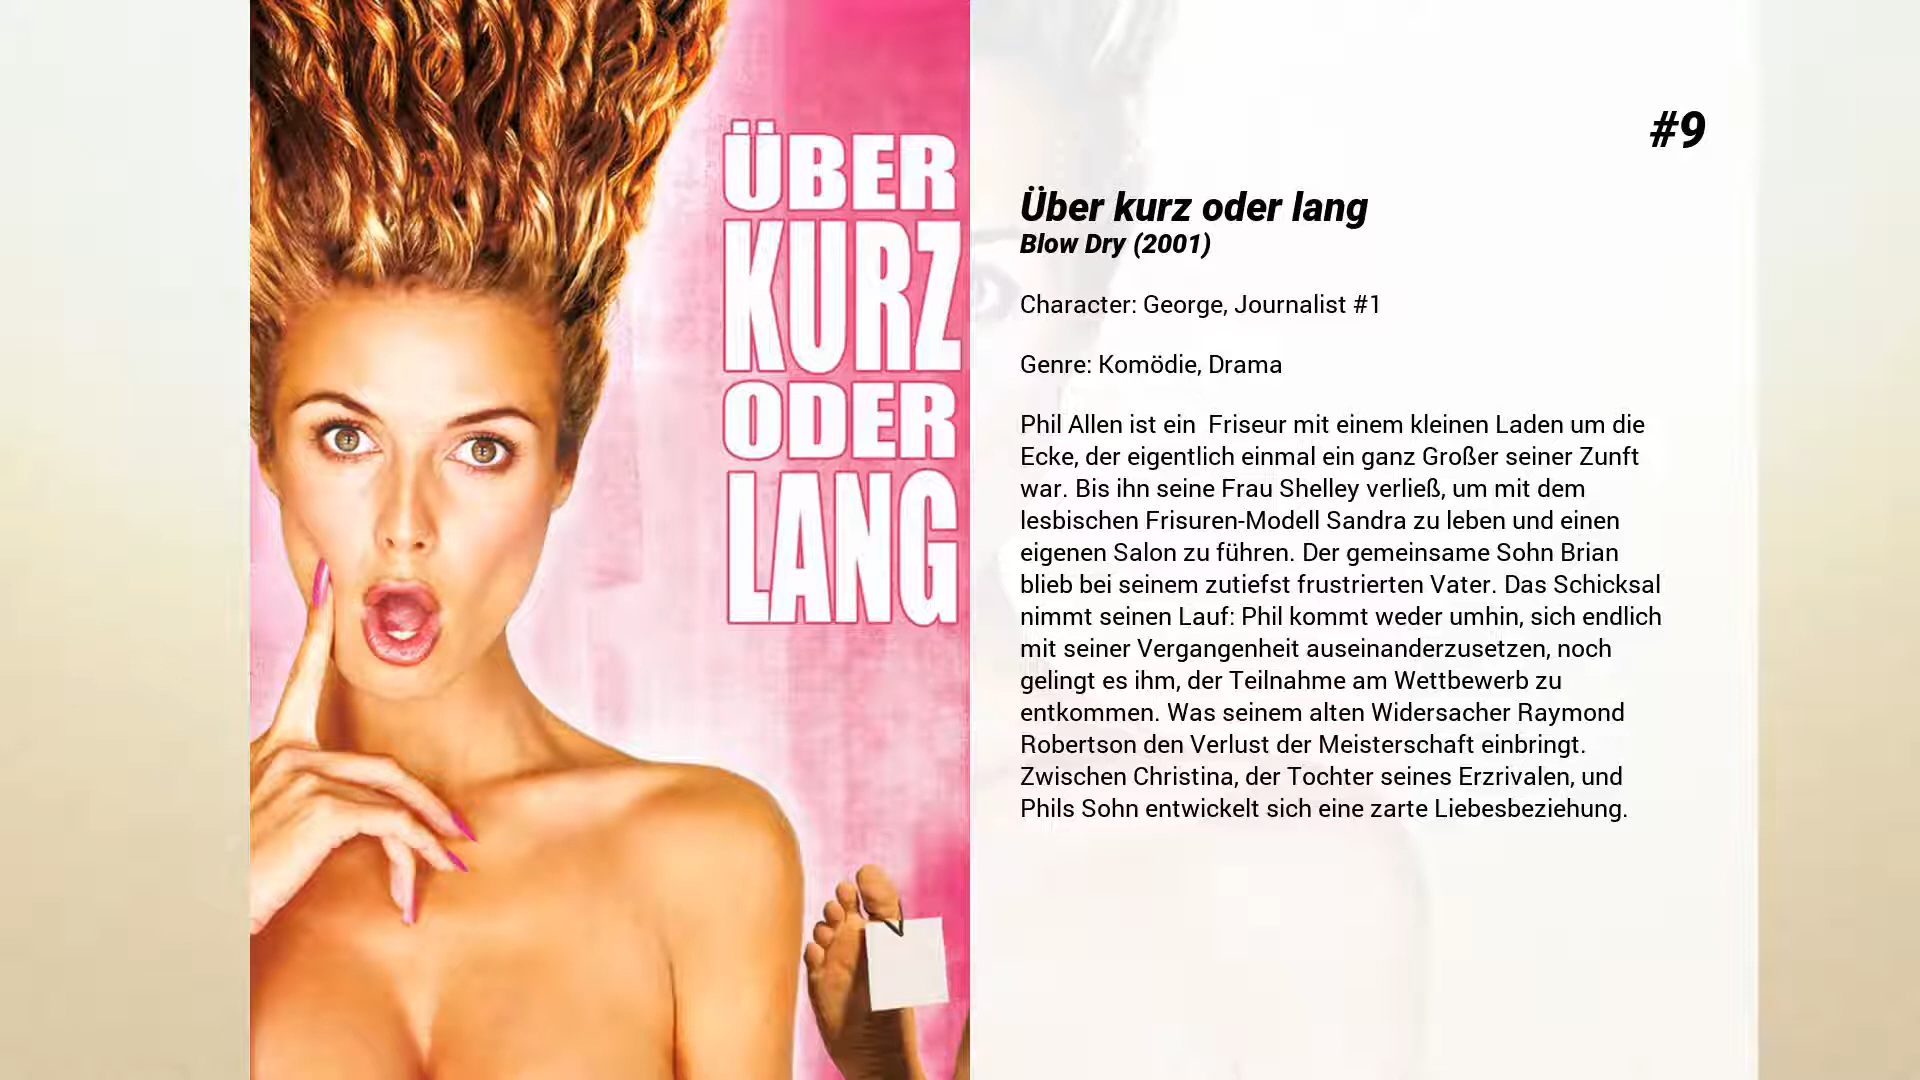 ÜBER
KURZ
ODER
LANG
#9
Über kurz oder lang
Blow Dry (2001)
Character: George, Journalist #1
Genre: Komödie, Drama
Phil Allen ist ein  Friseur mit einem kleinen Laden um die
Ecke, der eigentlich einmal ein ganz Großer seiner Zunft
war. Bis ihn seine Frau Shelley verließ, um mit dem
lesbischen Frisuren-Modell Sandra zu leben und einen
eigenen Salon zu führen. Der gemeinsame Sohn Brian
blieb bei seinem zutiefst frustrierten Vater. Das Schicksal
nimmt seinen Lauf: Phil kommt weder umhin, sich endlich
mit seiner Vergangenheit auseinanderzusetzen, noch
gelingt es ihm, der Teilnahme am Wettbewerb zu
entkommen. Was seinem alten Widersacher Raymond
Robertson den Verlust der Meisterschaft einbringt.
Zwischen Christina, der Tochter seines Erzrivalen, und
Phils Sohn entwickelt sich eine zarte Liebesbeziehung.